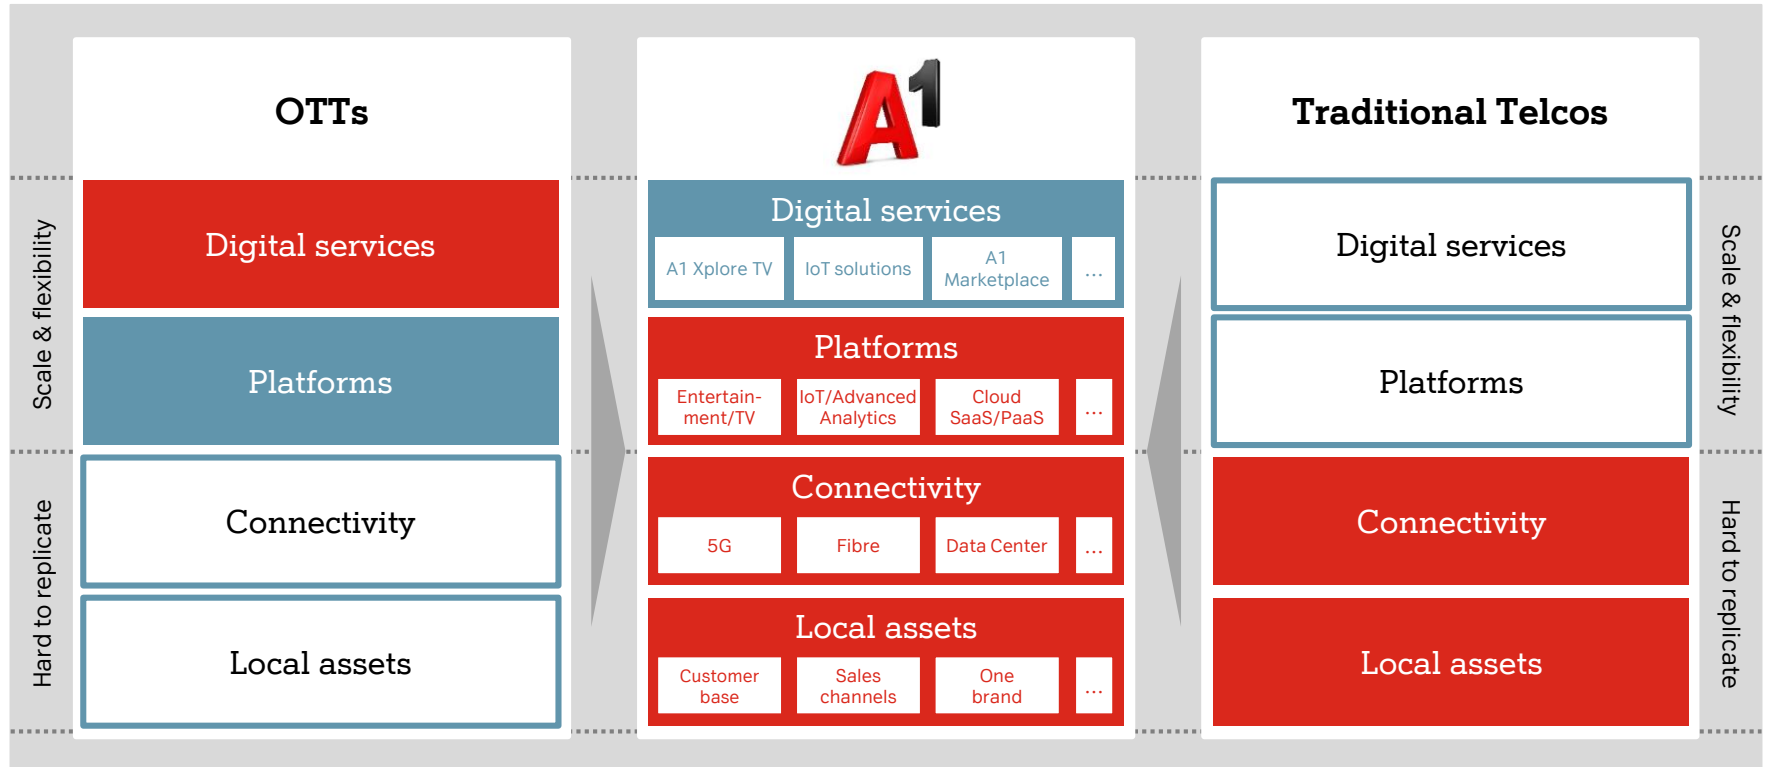 OTTs
Digital services
Platforms
Connectivity
Local assets
Scale & flexibility
Hard to replicate
A1
Digital services
A1 Xplore TV
IoT solutions
A1
Marketplace
...
Platforms
Entertain-
ment/TV
IoT/Advanced
Analytics
Cloud
SaaS/PaaS
...
Connectivity
5G
Fibre
Data Center
...
Local assets
Customer
base
Sales
channels
One
brand
...
Traditional Telcos
Digital services
Platforms
Connectivity
Local assets
Scale & flexibility
Hard to replicate